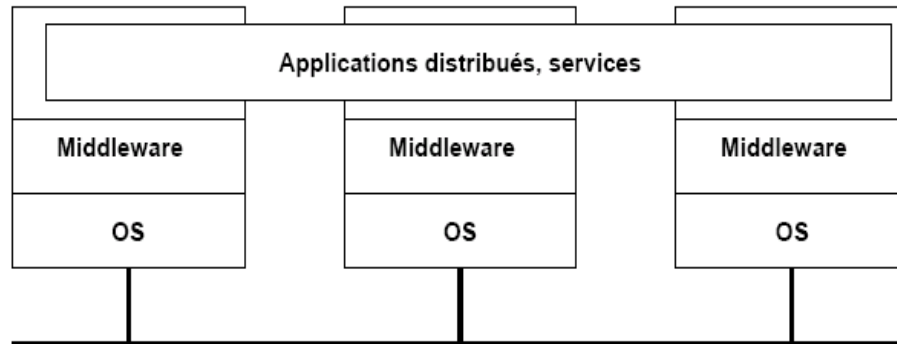 Applications distribués, services
Middleware
Middleware
Middleware
OS
OS
OS